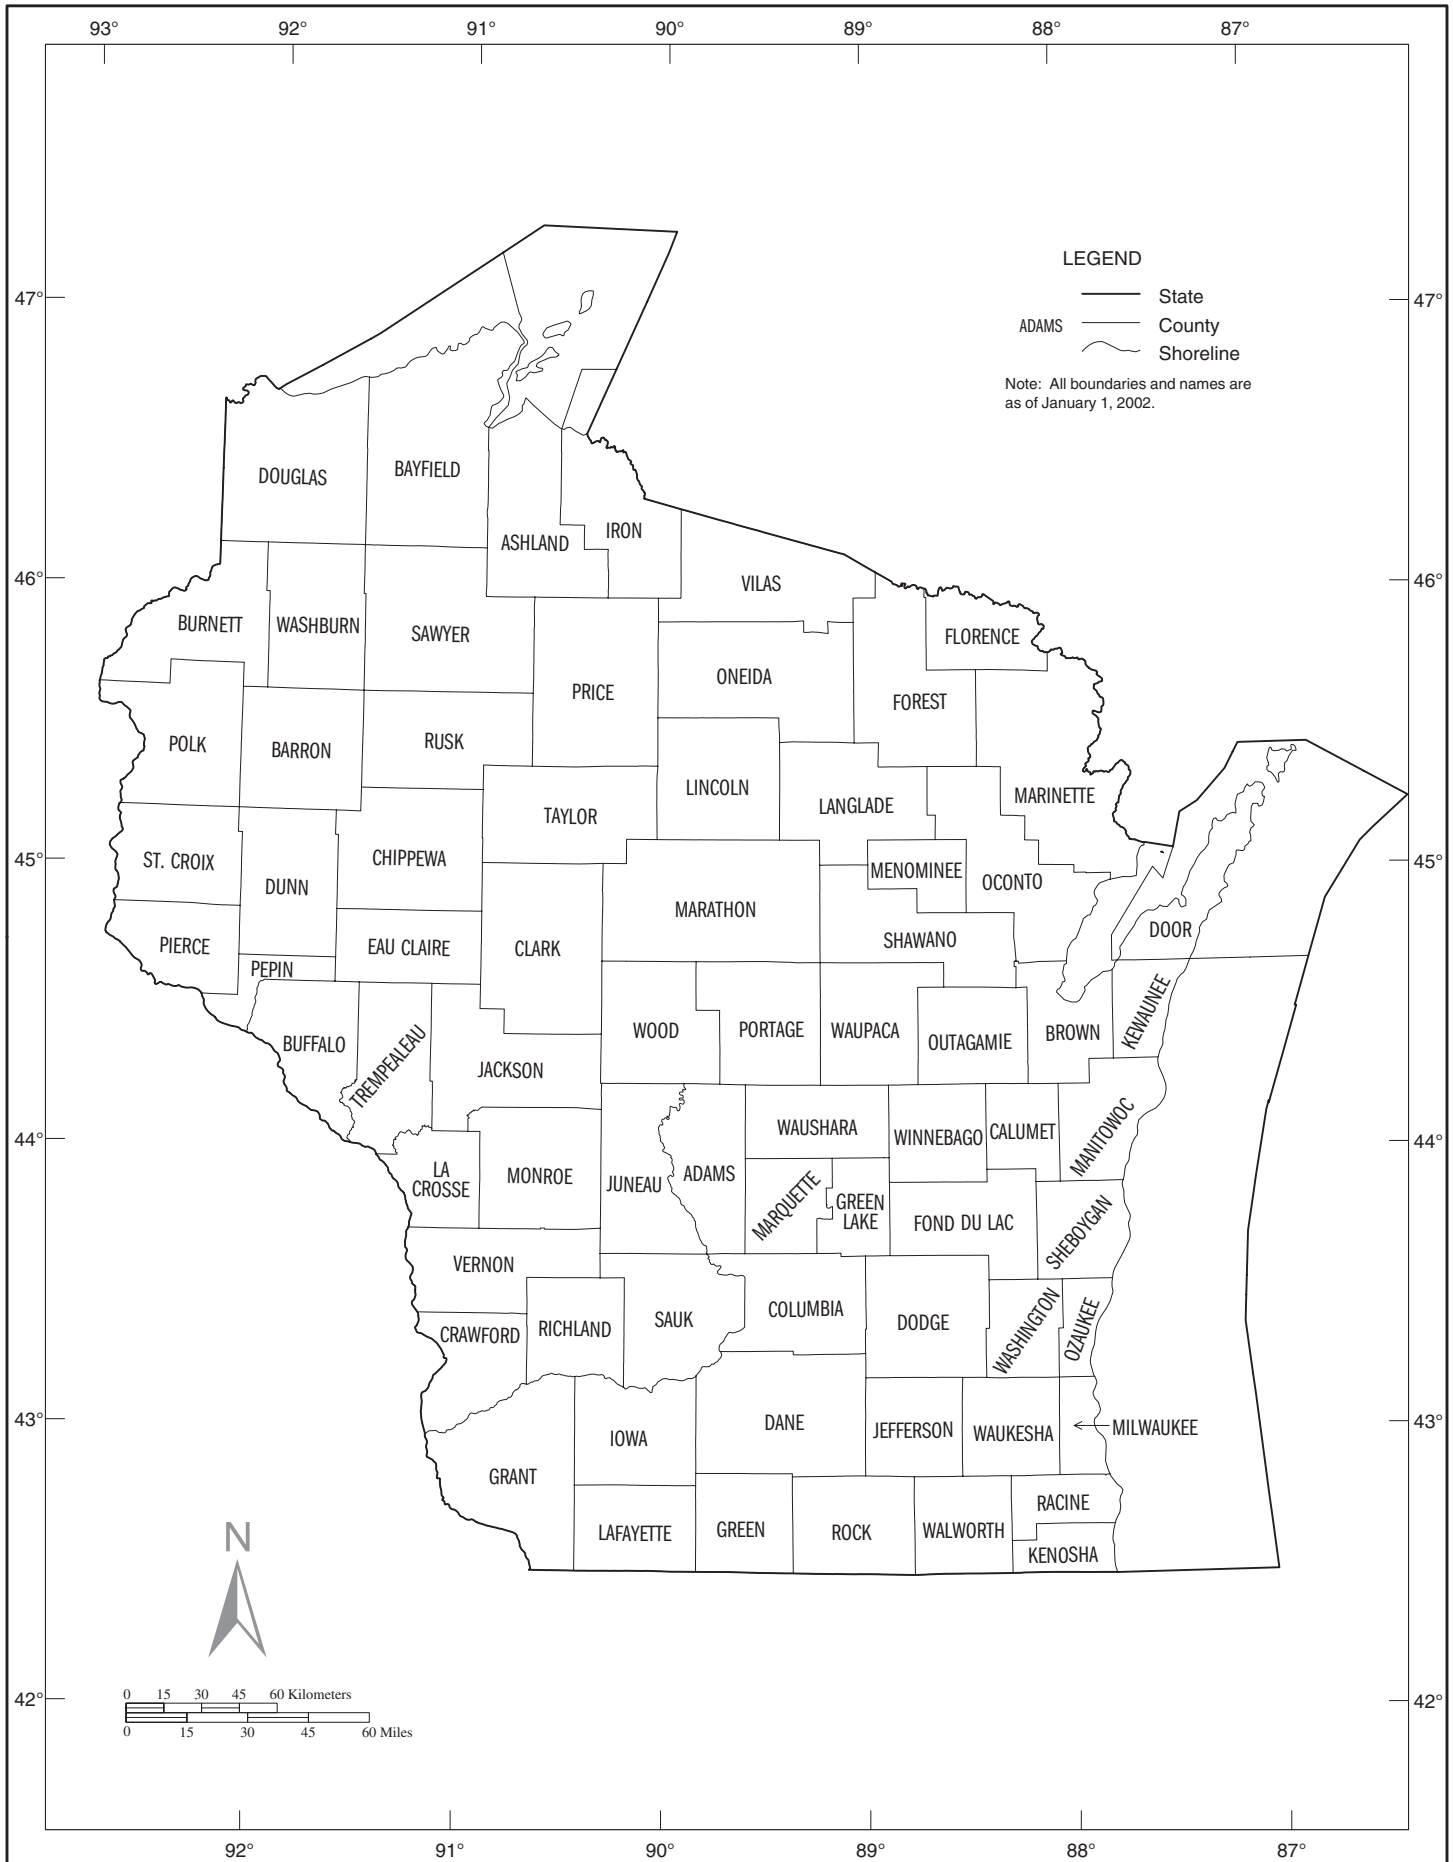 93° 92° 91° 90° 89° 88° 87°
LEGEND
State
ADAMS County
Shoreline
Note: All boundaries and names are
as of January 1, 2002.
47° 47°
DOUGLAS
BAYFIELD
ASHLAND
IRON
46° 46°
VILAS
BURNETT
WASHBURN
SAWYER
FLORENCE
PRICE
ONEIDA
FOREST
POLK
BARRON
RUSK
LINCOLN
LANGLADE
MARINETTE
TAYLOR
45° 45°
ST. CROIX
DUNN
CHIPPEWA
MENOMINEE
OCONTO
MARATHON
DOOR
PIERCE
EAU CLAIRE
CLARK
SHAWANO
PEPIN
KEWAUNEE
BUFFALO
TREMPEALEAU
JACKSON
WOOD
PORTAGE
WAUPACA
OUTAGAMIE
BROWN
44° 44°
WAUSHARA
WINNEBAGO
CALUMET
MANITOWOC
LA
CROSSE
MONROE
JUNEAU
ADAMS
MARQUETTE
GREEN
LAKE
FOND DU LAC
SHEBOYGAN
VERNON
CRAWFORD
RICHLAND
SAUK
COLUMBIA
DODGE
WASHINGTON
OZAUKEE
43° 43°
GRANT
IOWA
DANE
JEFFERSON
WAUKESHA
MILWAUKEE
LAFAYETTE
GREEN
ROCK
WALWORTH
RACINE
KENOSHA
N
42° 42°
0 15 30 45 60 Kilometers
0 15 30 45 60 Miles
92° 91° 90° 89° 88° 87°